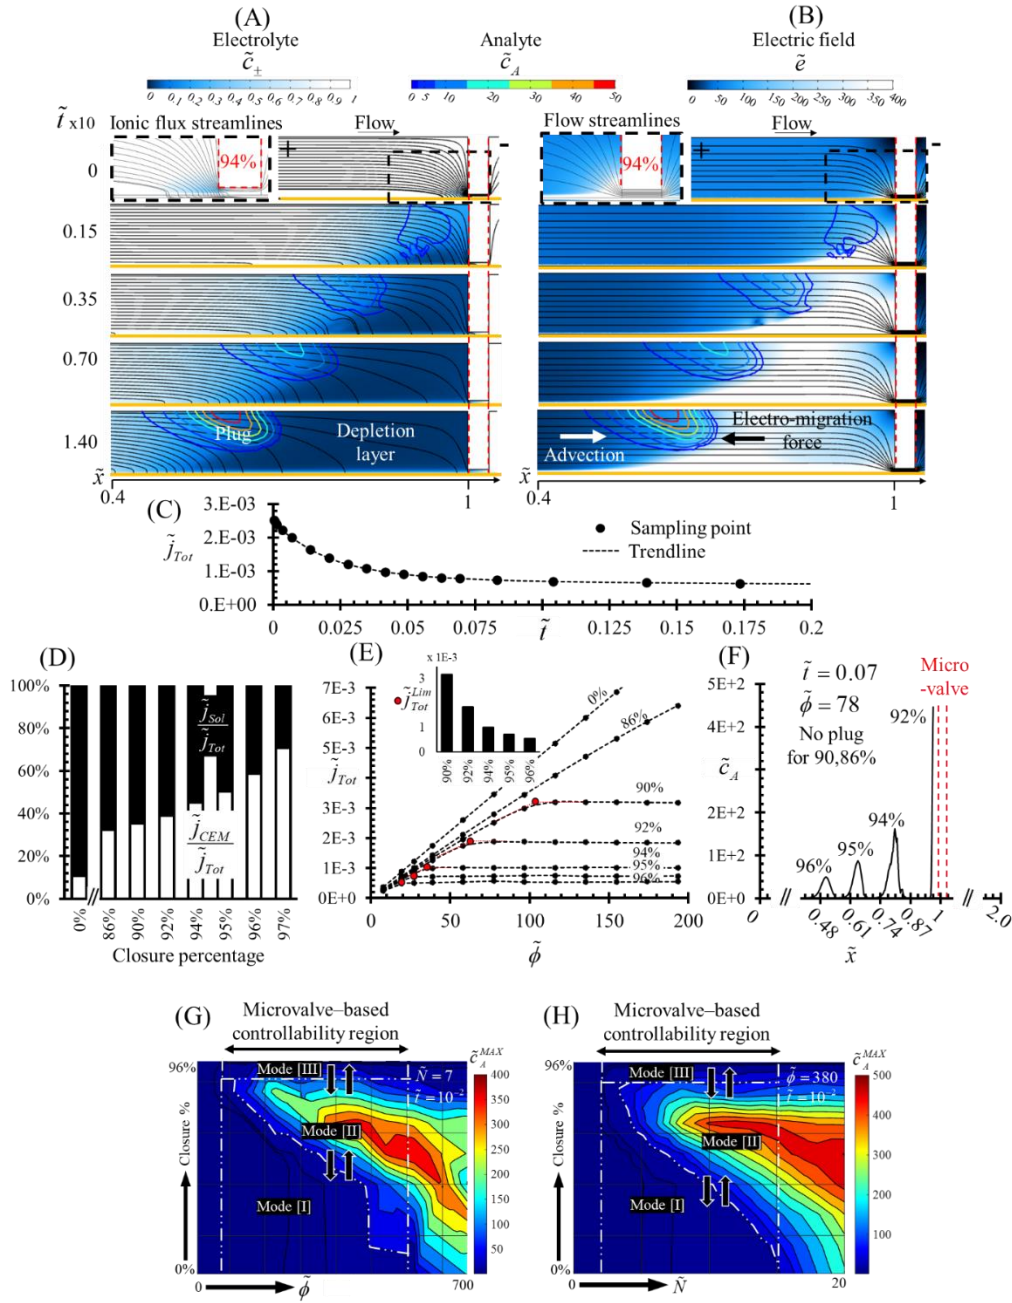 (A)
Electrolyte
c̃±
0 0.1 0.2 0.3 0.4 0.5 0.6 0.7 0.8 0.9 1
Analyte
c̃A
0 5 10 20 30 40 50
(B)
Electric field
ẽ
0 50 100 150 200 250 300 350 400
t̃ x10
Ionic flux streamlines
Flow
Flow streamlines
Flow
94%
+
-
94%
+
-
0
0.15
0.35
0.70
1.40
Plug
Depletion
layer
Advection
Electro-migration
force
x̃
0.4
1
x̃
0.4
1
(C)
j̃Tot
3.E-03
2.E-03
1.E-03
0.E+00
Sampling point
Trendline
0 0.025 0.05 0.075 0.125 0.15 0.175 0.2
t̃
(D)
100%
80%
60%
40%
20%
0%
j̃Sol
j̃Tot
j̃CEM
j̃Tot
0% 86% 90% 92% 94% 95% 96% 97%
Closure percentage
(E)
j̃Tot
7E-3
6E-3
5E-3
4E-3
3E-3
2E-3
1E-3
0E+0
x 1E-3
3
2
1
0
90% 92% 94% 95% 96%
j̃Tot Lim
0%
86%
90%
92%
94%
95%
96%
0 50 100 150 200
ϕ̃
(F)
t̃ = 0.07
ϕ̃ = 78
No plug
for 90,86%
Micro
-valve
92%
94%
95%
96%
c̃A
5E+2
4E+2
3E+2
2E+2
1E+2
0E+0
0 0.48 0.61 0.74 0.87 1 2.0
x̃
(G)
Microvalve–based
controllability region
c̃A MAX
96%
Mode [III]
Ñ = 7
t̃ = 10⁻²
Mode [II]
Mode [I]
Closure %
0%
0
ϕ̃
700
400
350
300
250
200
150
100
50
(H)
Microvalve–based
controllability region
c̃A MAX
96%
Mode [III]
ϕ̃ = 380
t̃ = 10⁻²
Mode [II]
Mode [I]
Closure %
0%
0
Ñ
20
500
400
300
200
100